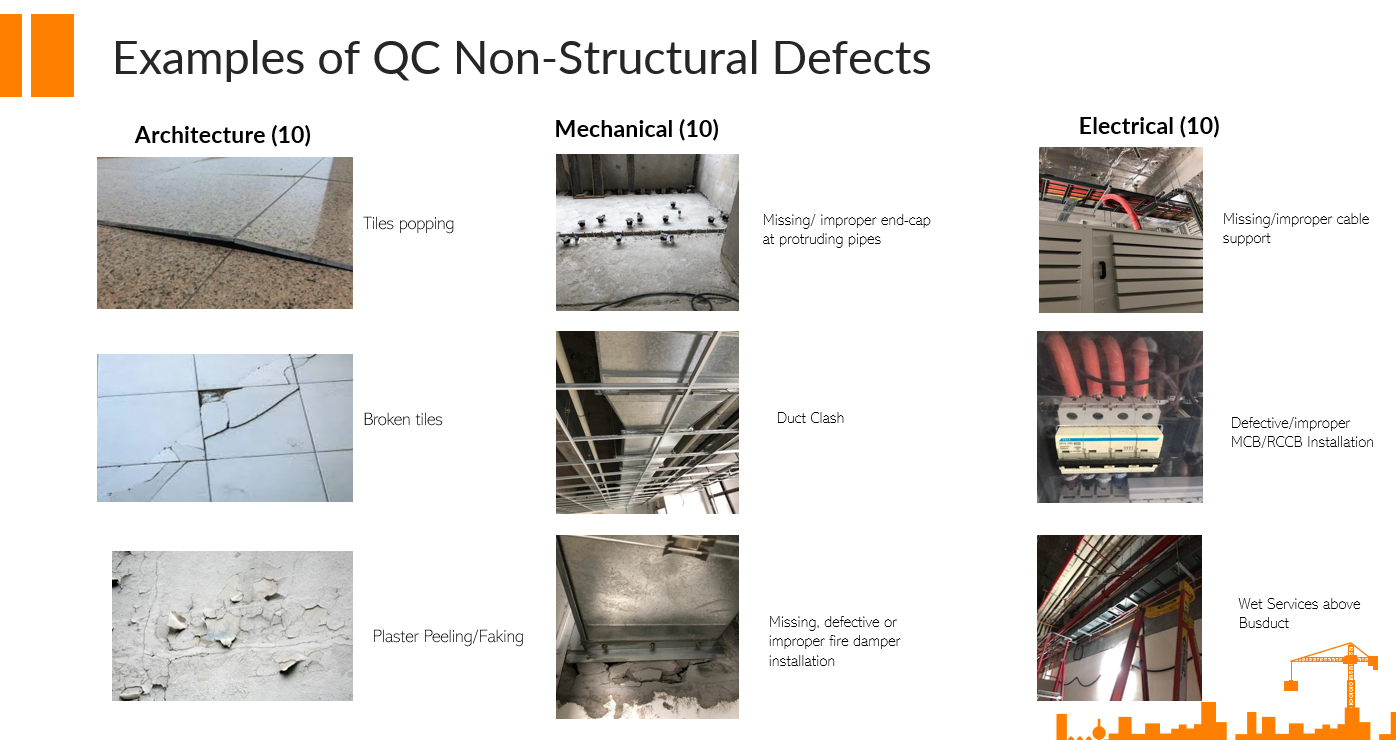 Examples of QC Non-Structural Defects
Architecture (10)
Tiles popping
Broken tiles
Plaster Peeling/Faking
Mechanical (10)
Missing/ improper end-cap
at protruding pipes
Duct Clash
Missing, defective or
improper fire damper
installation
Electrical (10)
Missing/improper cable
support
Defective/improper
MCB/RCCB Installation
Wet Services above
Busduct